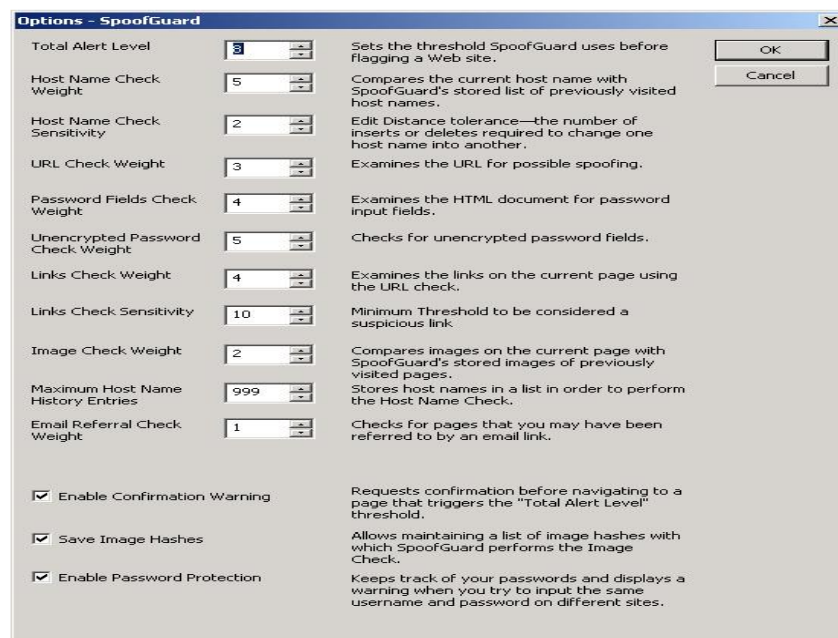 Options - SpoofGuard
Total Alert Level
8
Sets the threshold SpoofGuard uses before
flagging a Web site.
OK
Cancel
Host Name Check
Weight
5
Compares the current host name with
SpoofGuard's stored list of previously visited
host names.
Host Name Check
Sensitivity
2
Edit Distance tolerance—the number of
inserts or deletes required to change one
host name into another.
URL Check Weight
3
Examines the URL for possible spoofing.
Password Fields Check
Weight
4
Examines the HTML document for password
input fields.
Unencrypted Password
Check Weight
5
Checks for unencrypted password fields.
Links Check Weight
4
Examines the links on the current page using
the URL check.
Links Check Sensitivity
10
Minimum Threshold to be considered a
suspicious link
Image Check Weight
2
Compares images on the current page with
SpoofGuard's stored images of previously
visited pages.
Maximum Host Name
History Entries
999
Stores host names in a list in order to perform
the Host Name Check.
Email Referral Check
Weight
1
Checks for pages that you may have been
referred to by an email link.
Enable Confirmation Warning
Requests confirmation before navigating to a
page that triggers the "Total Alert Level"
threshold.
Save Image Hashes
Allows maintaining a list of image hashes with
which SpoofGuard performs the Image
Check.
Enable Password Protection
Keeps track of your passwords and displays a
warning when you try to input the same
username and password on different sites.